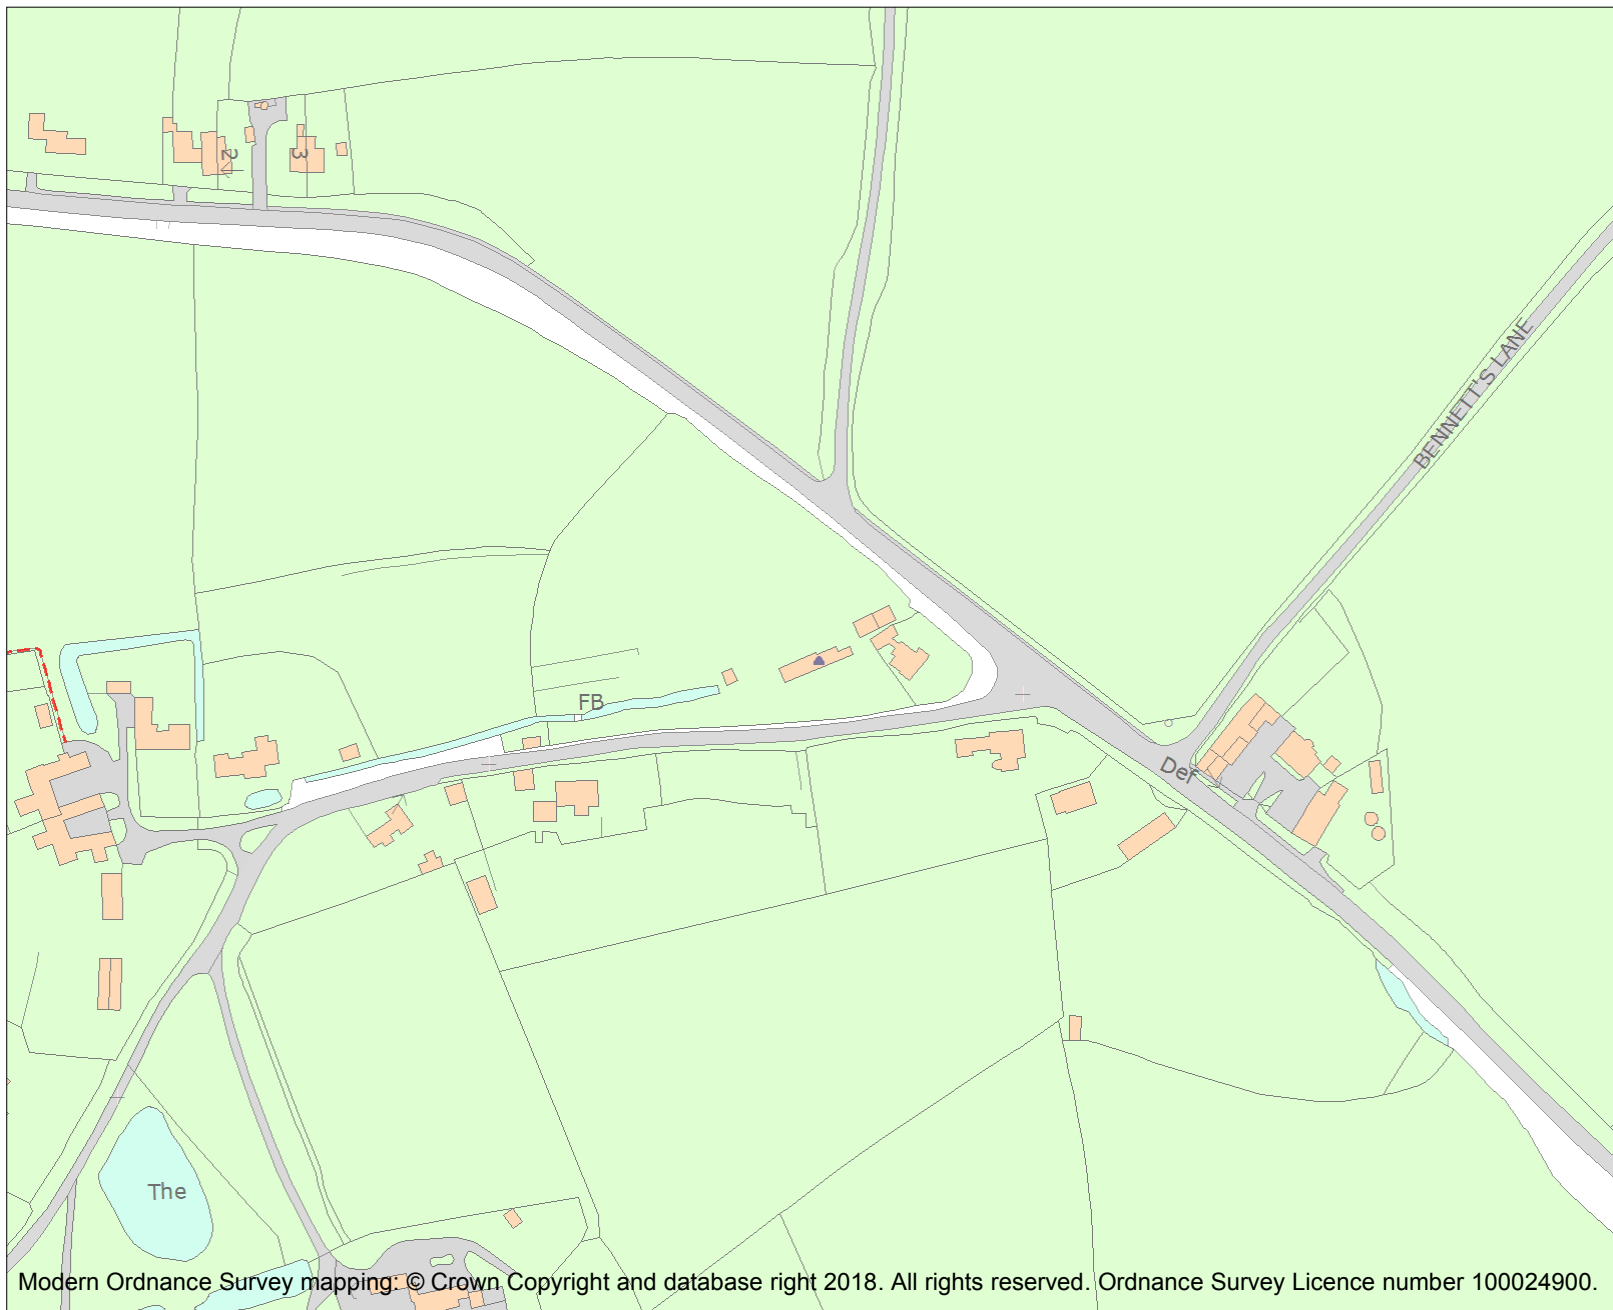 2
3
BENNETT'S LANE
FB
Def
The
Modern Ordnance Survey mapping: © Crown Copyright and database right 2018. All rights reserved. Ordnance Survey Licence number 100024900.